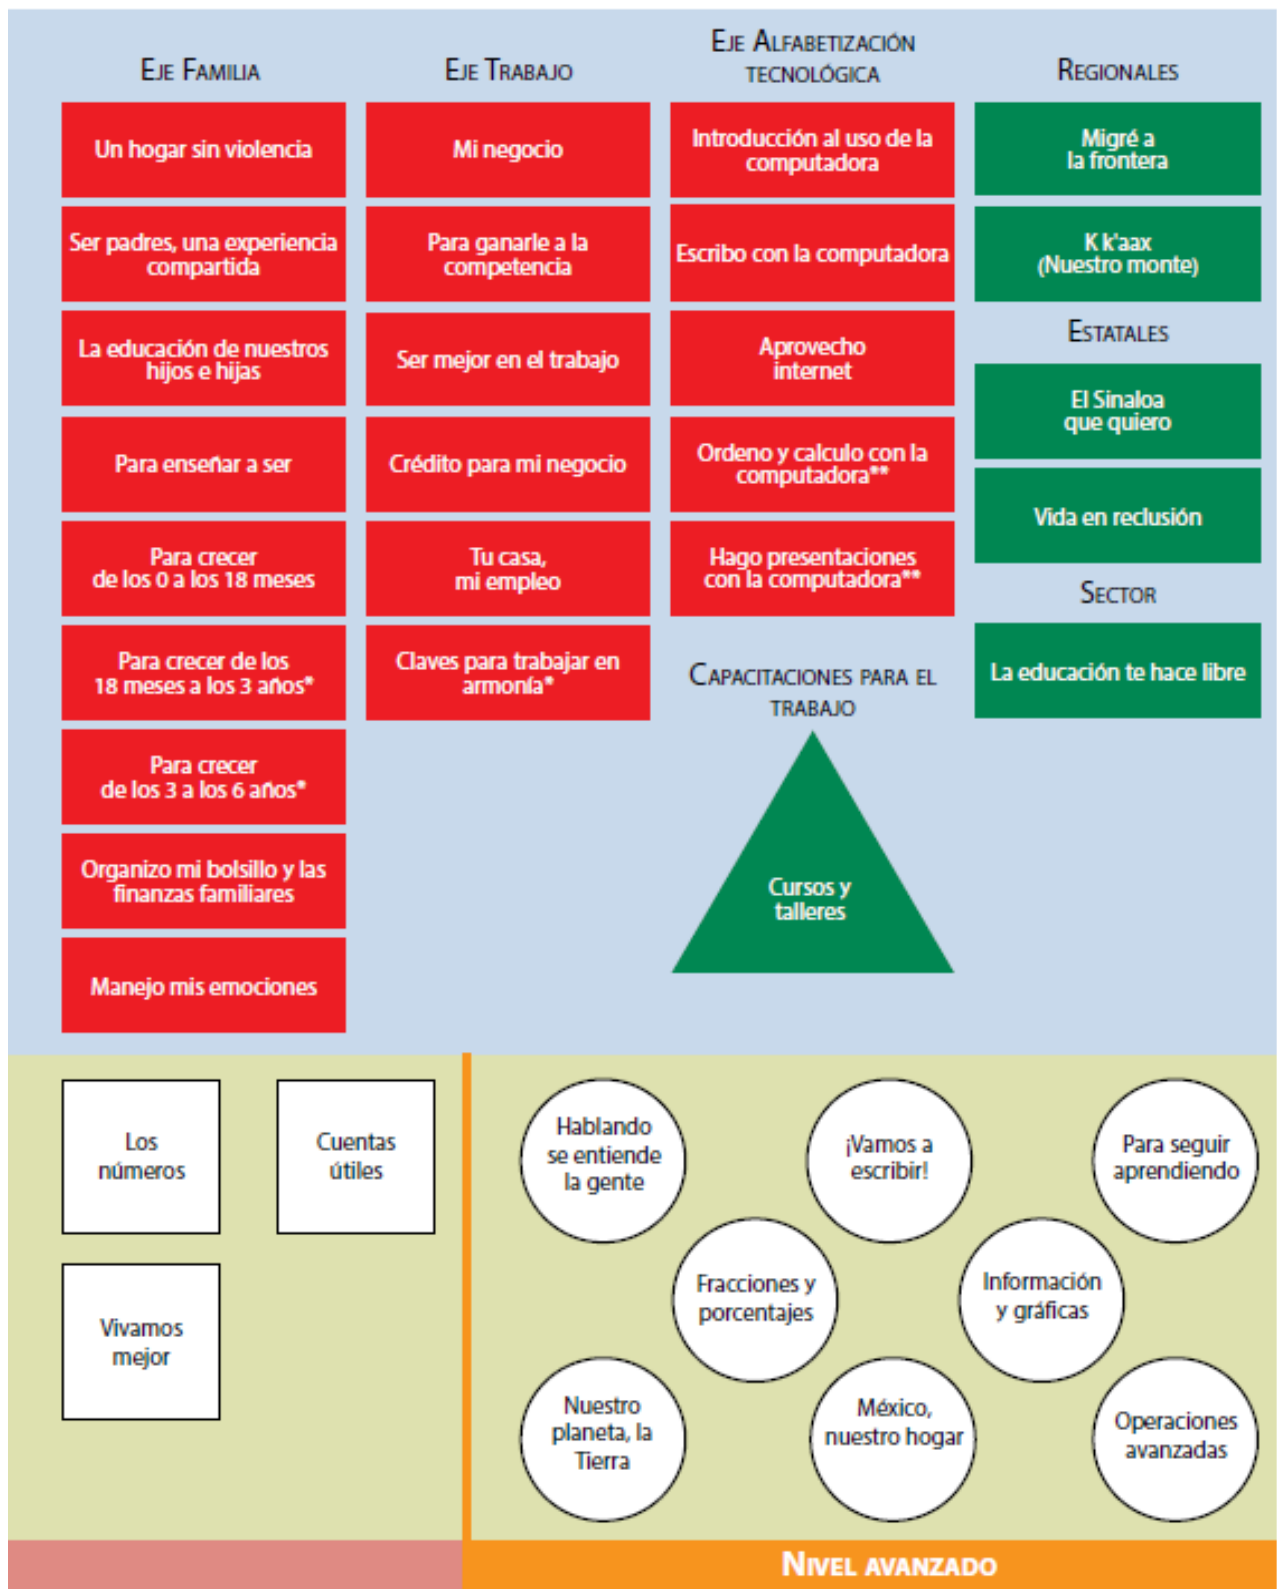 EJE FAMILIA
Un hogar sin violencia
Ser padres, una experiencia
compartida
La educación de nuestros
hijos e hijas
Para enseñar a ser
Para crecer
de los 0 a los 18 meses
Para crecer de los
18 meses a los 3 años*
Para crecer
de los 3 a los 6 años*
Organizo mi bolsillo y las
finanzas familiares
Manejo mis emociones
EJE TRABAJO
Mi negocio
Para ganarle a la
competencia
Ser mejor en el trabajo
Crédito para mi negocio
Tu casa,
mi empleo
Claves para trabajar en
armonía*
EJE ALFABETIZACIÓN
TECNOLÓGICA
Introducción al uso de la
computadora
Escribo con la computadora
Aprovecho
internet
Ordeno y calculo con la
computadora**
Hago presentaciones
con la computadora**
CAPACITACIONES PARA EL
TRABAJO
Cursos y
talleres
REGIONALES
Migré a
la frontera
K k'aax
(Nuestro monte)
ESTATALES
El Sinaloa
que quiero
Vida en reclusión
SECTOR
La educación te hace libre
Los
números
Cuentas
útiles
Vivamos
mejor
Hablando
se entiende
la gente
¡Vamos a
escribir!
Para seguir
aprendiendo
Fracciones y
porcentajes
Información
y gráficas
Nuestro
planeta, la
Tierra
México,
nuestro hogar
Operaciones
avanzadas
NIVEL AVANZADO